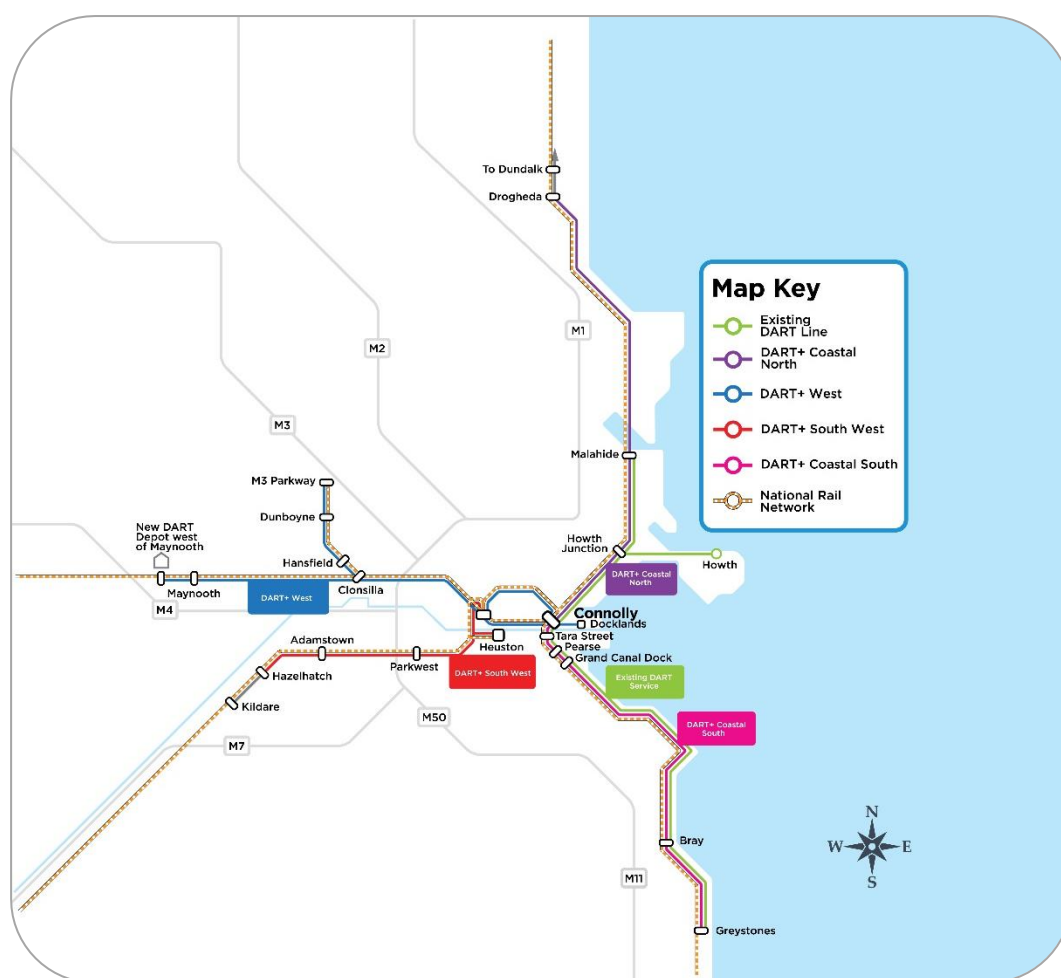 To Dundalk
Drogheda
M1
M2
M3
Map Key
Existing
DART Line
DART+ Coastal
North
DART+ West
DART+ South West
DART+ Coastal South
National Rail
Network
Malahide
M3 Parkway
Dunboyne
New DART
Depot west
of Maynooth
Hansfield
Howth
Junction
Howth
Maynooth
Clonsilla
DART+ Coastal
North
M4
DART+ West
Connolly
Docklands
Tara Street
Pearse
Grand Canal Dock
Heuston
Adamstown
Parkwest
Hazelhatch
Kildare
DART+ South West
Existing DART
Service
M50
M7
DART+ Coastal
South
Bray
M11
Greystones
N
W
E
S